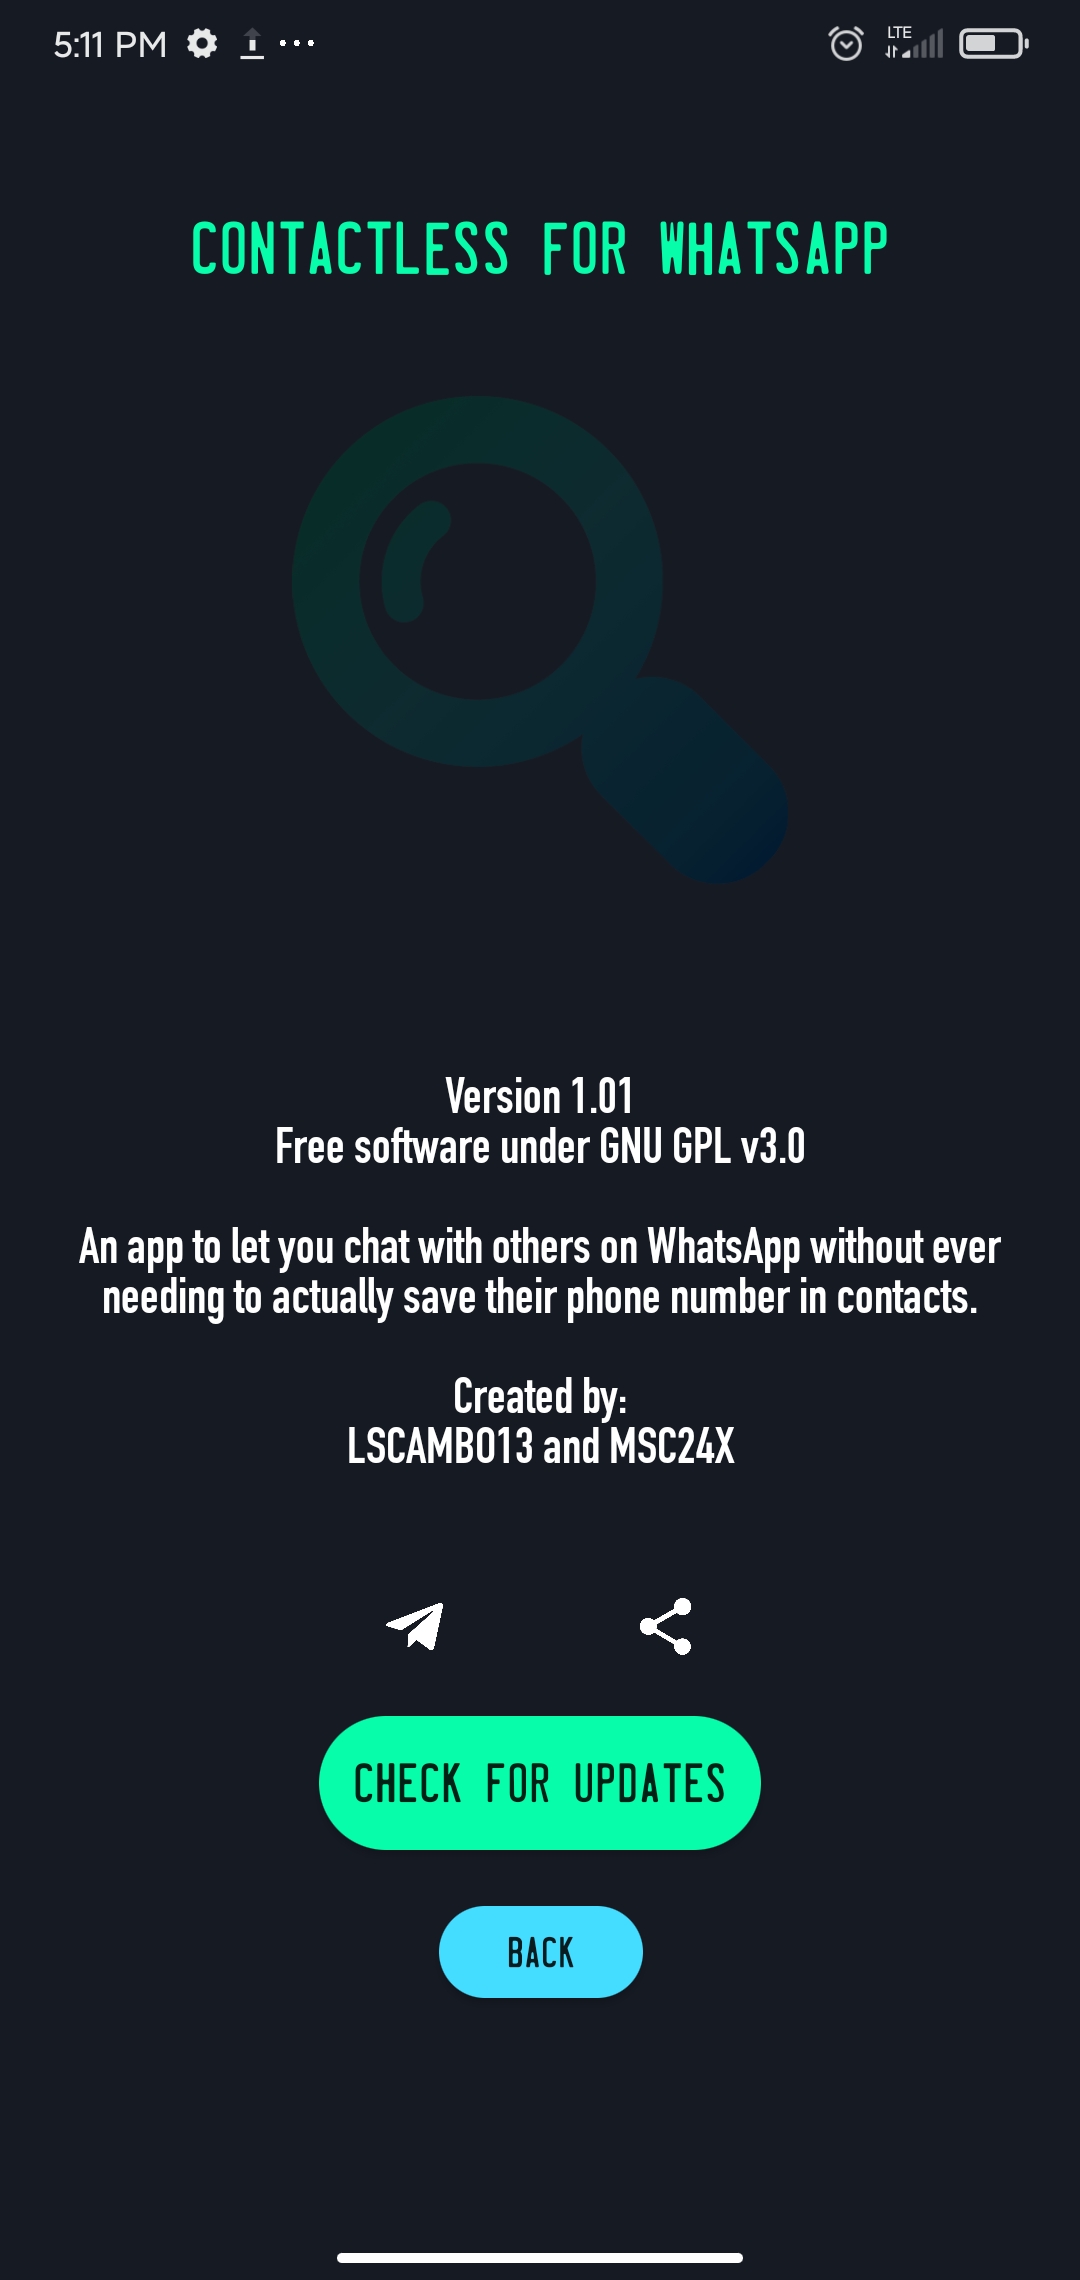 5:11 PM
LTE
CONTACTLESS FOR WHATSAPP
Version 1.01
Free software under GNU GPL v3.0
An app to let you chat with others on WhatsApp without ever
needing to actually save their phone number in contacts.
Created by:
LSCAMBO13 and MSC24X
CHECK FOR UPDATES
BACK